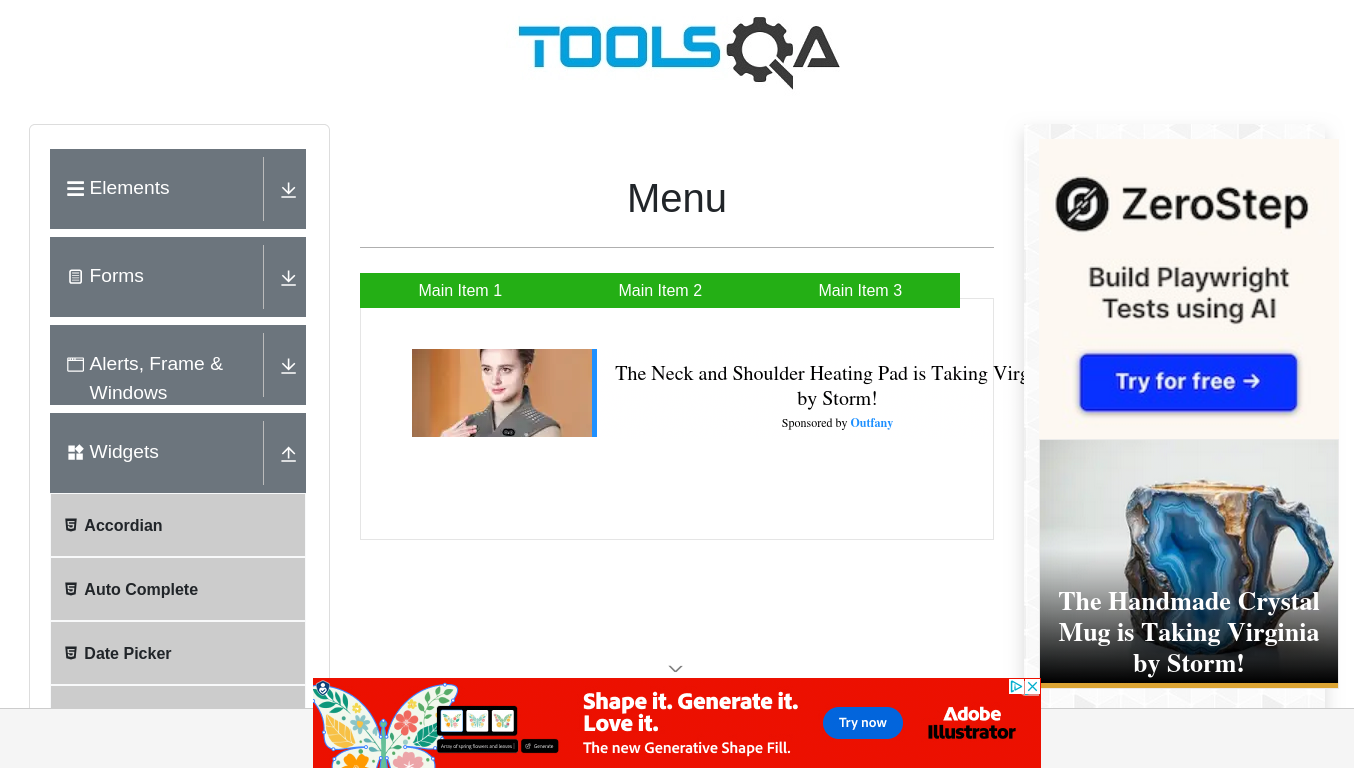 TOOLSQA
Elements
Forms
Alerts, Frame &
Windows
Widgets
Accordian
Auto Complete
Date Picker
Menu
Main Item 1
Main Item 2
Main Item 3
The Neck and Shoulder Heating Pad is Taking Virg
by Storm!
Sponsored by Outfany
ZeroStep
Build Playwright
Tests using AI
Try for free →
The Handmade Crystal
Mug is Taking Virginia
by Storm!
Array of spring flowers and leaves
Generate
Shape it. Generate it.
Love it.
The new Generative Shape Fill.
Try now
Adobe
Illustrator